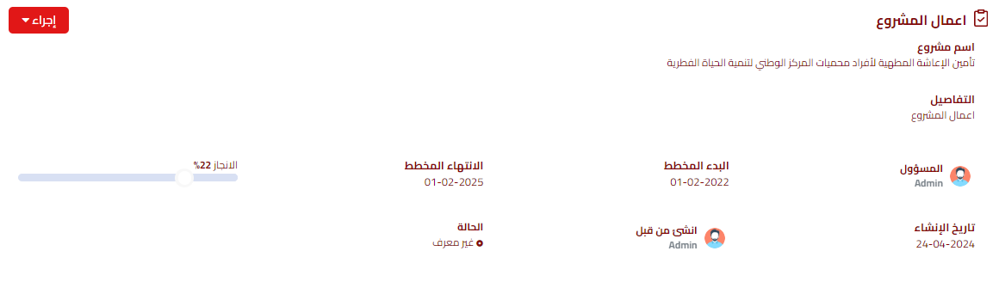 اعمال المشروع
إجراء
اسم مشروع
تأمين الإعاشة المطهية لأفراد محميات المركز الوطني لتنمية الحياة الفطرية
التفاصيل
اعمال المشروع
المسؤول
Admin
البدء المخطط
01-02-2022
الانتهاء المخطط
01-02-2025
الانجاز 22%
تاريخ الإنشاء
24-04-2024
انشئ من قبل
Admin
الحالة
غير معرف